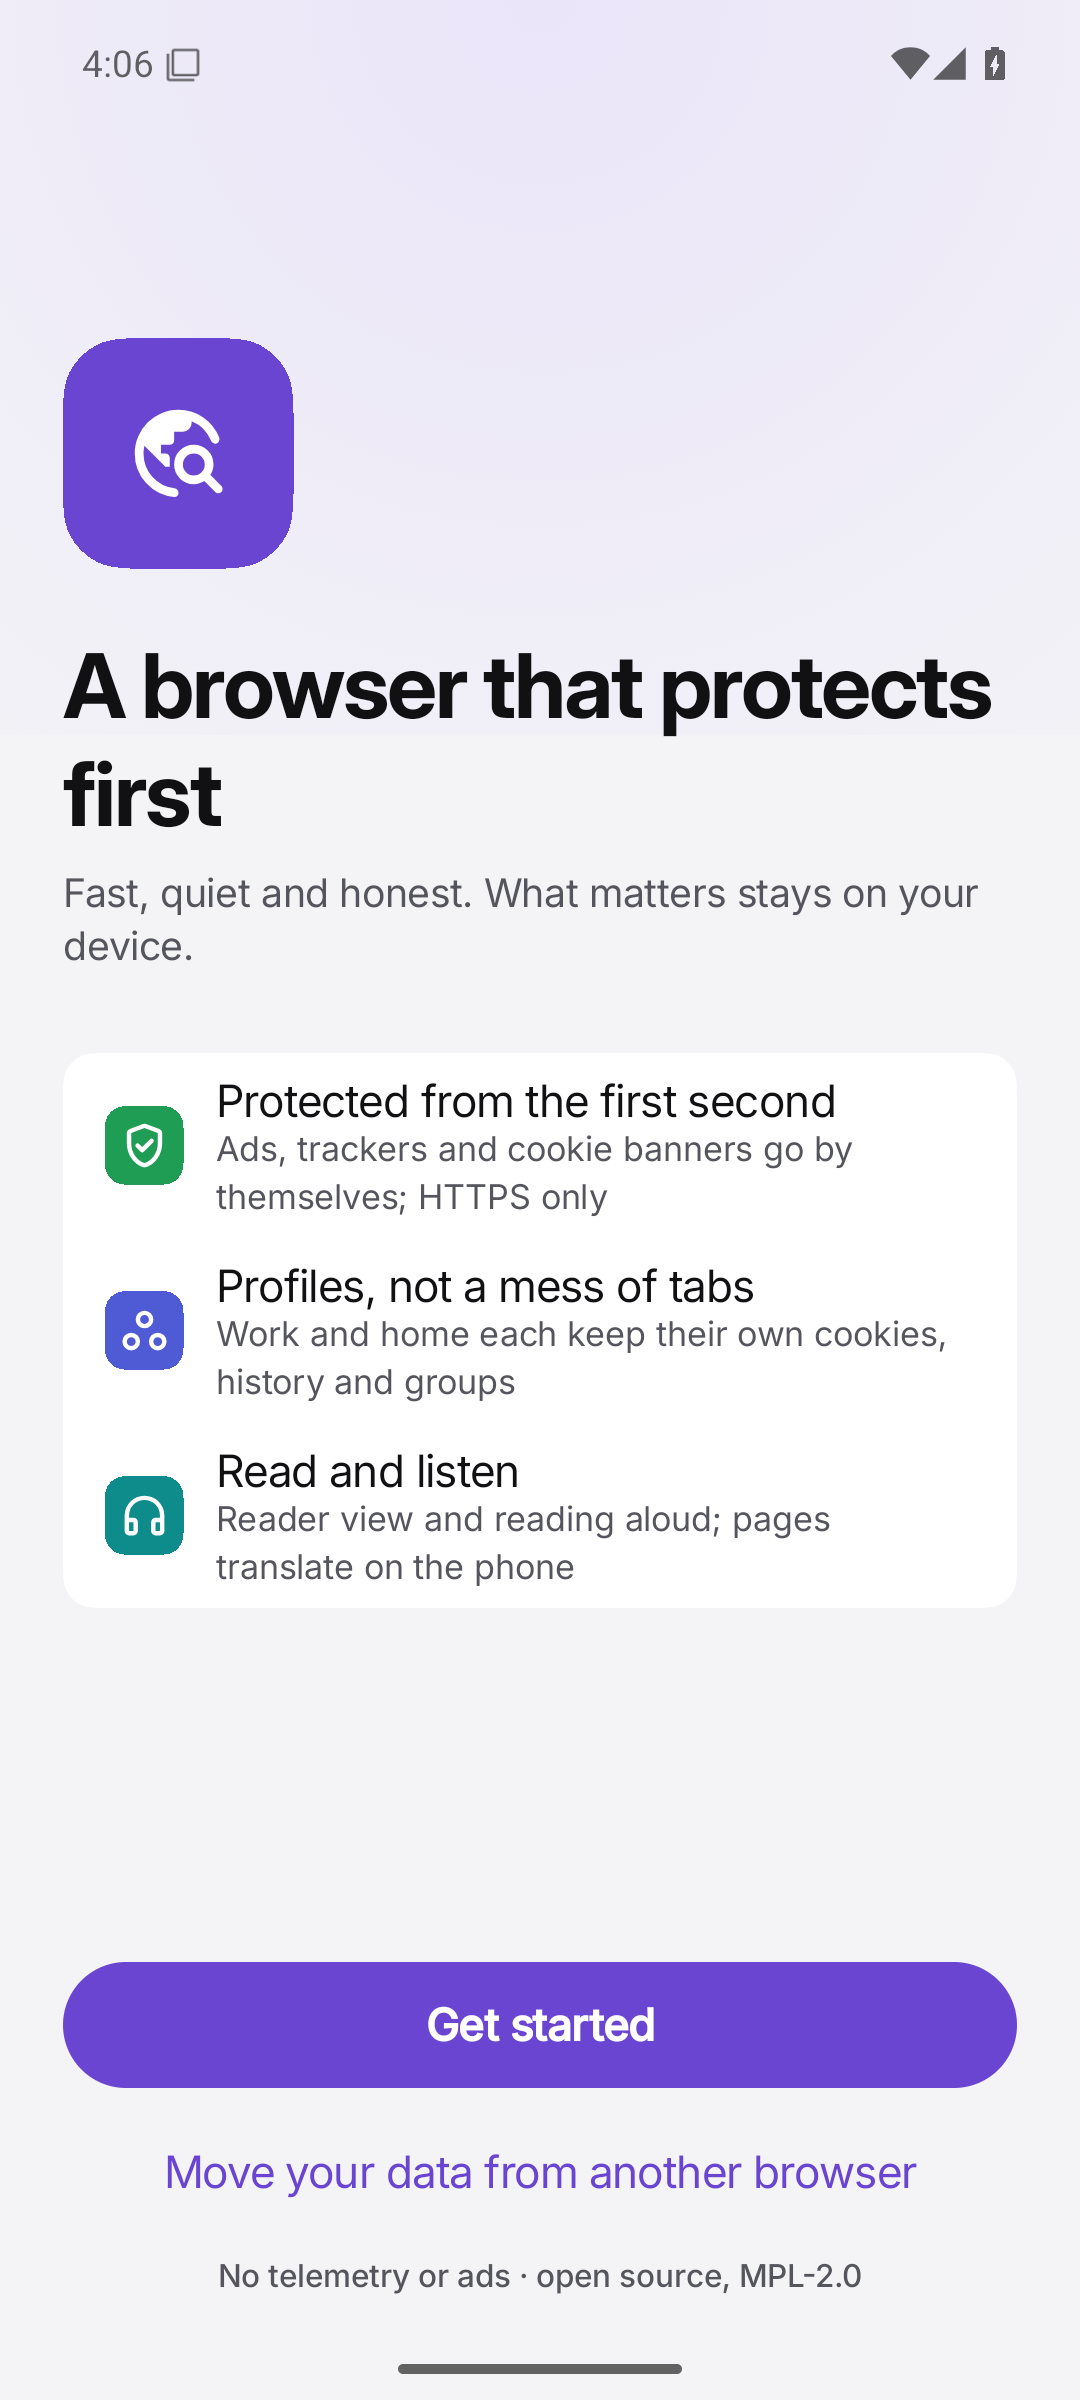 4:06
A browser that protects
first
Fast, quiet and honest. What matters stays on your
device.
Protected from the first second
Ads, trackers and cookie banners go by
themselves; HTTPS only
Profiles, not a mess of tabs
Work and home each keep their own cookies,
history and groups
Read and listen
Reader view and reading aloud; pages
translate on the phone
Get started
Move your data from another browser
No telemetry or ads · open source, MPL-2.0